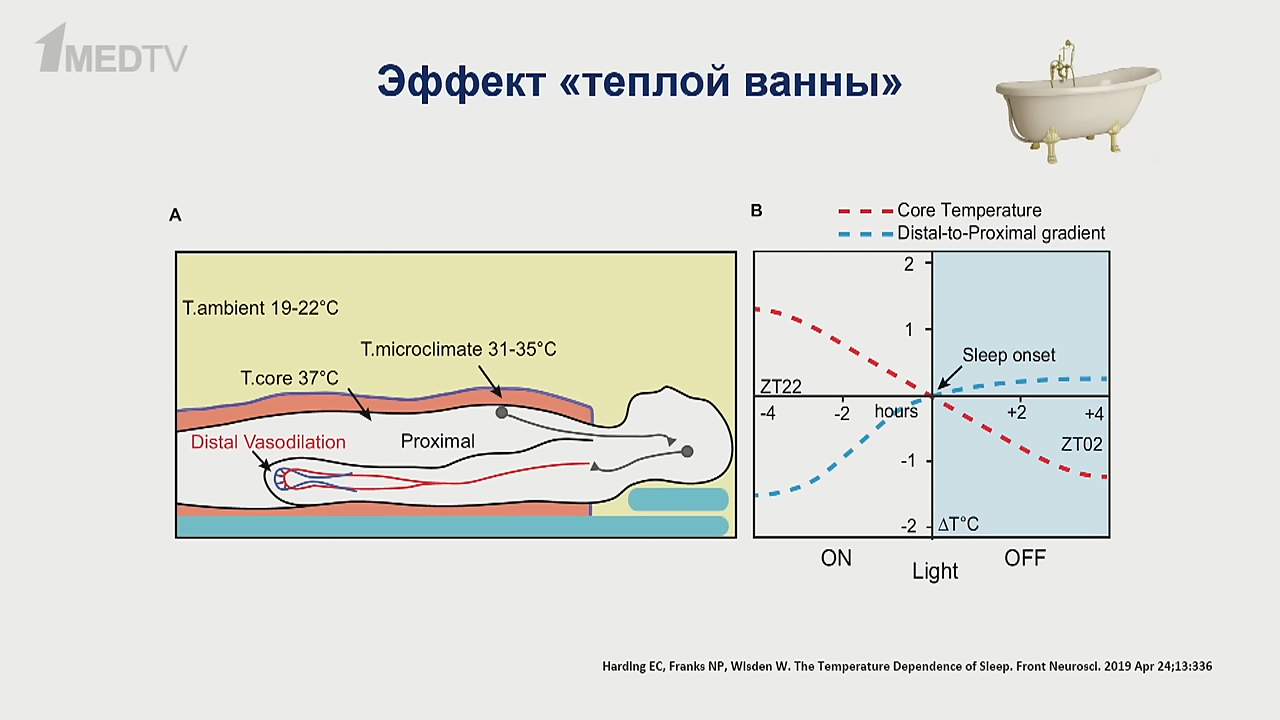 1MEDTV
Эффект «теплой ванны»
A
T.ambient 19-22°C
T.microclimate 31-35°C
T.core 37°C
Distal Vasodilation
Proximal
B
Core Temperature
Distal-to-Proximal gradient
2
1
Sleep onset
ZT22
-4
-2
hours
+2
+4
ZT02
-1
-2
ΔT°C
ON
OFF
Light
Harding EC, Franks NP, Wisden W. The Temperature Dependence of Sleep. Front Neurosci. 2019 Apr 24;13:336